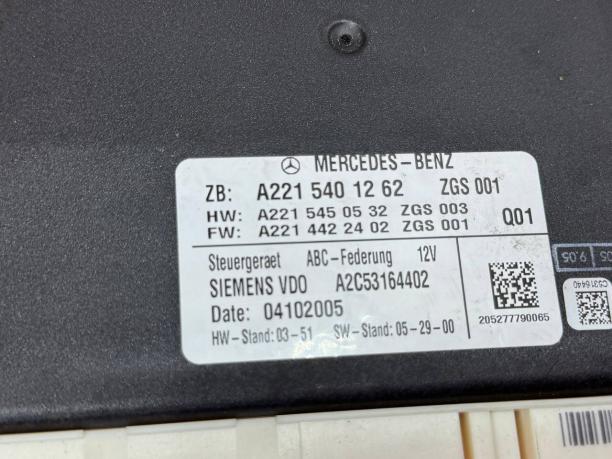 MERCEDES-BENZ
ZB: A221 540 12 62 ZGS 001
HW: A221 545 05 32 ZGS 003
FW: A221 442 24 02 ZGS 001 Q01
Steuergeraet ABC-Federung 12V
SIEMENS VDO A2C53164402
Date: 04102005
HW-Stand: 03-51 SW-Stand: 05-29-00
205277790065
9.05